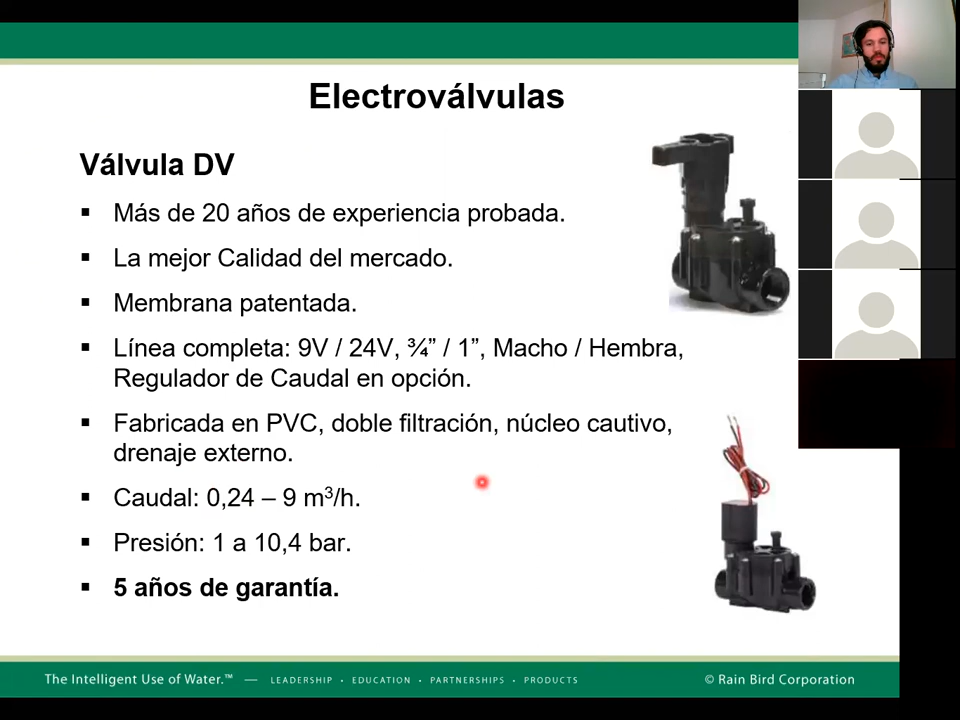 Electroválvulas
Válvula DV
▪ Más de 20 años de experiencia probada.
▪ La mejor Calidad del mercado.
▪ Membrana patentada.
▪ Línea completa: 9V / 24V, ¾” / 1”, Macho / Hembra,
Regulador de Caudal en opción.
▪ Fabricada en PVC, doble filtración, núcleo cautivo,
drenaje externo.
▪ Caudal: 0,24 – 9 m³/h.
▪ Presión: 1 a 10,4 bar.
▪ 5 años de garantía.
The Intelligent Use of Water.™ — LEADERSHIP • EDUCATION • PARTNERSHIPS • PRODUCTS © Rain Bird Corporation